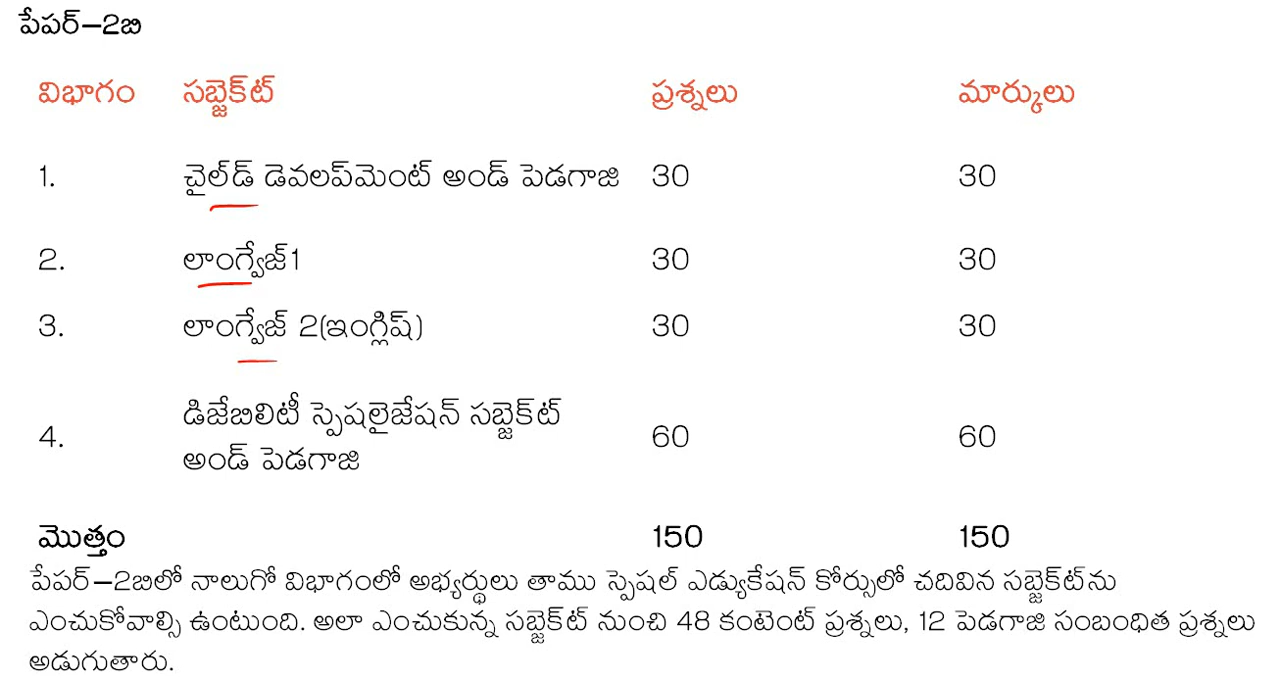 పేపర్–2బి
విభాగం సబ్జెక్ట్ ప్రశ్నలు మార్కులు
1. చైల్డ్ డెవలప్‌మెంట్ అండ్ పెడగాజి 30 30
2. లాంగ్వేజ్1 30 30
3. లాంగ్వేజ్ 2(ఇంగ్లిష్) 30 30
4. డిజేబిలిటీ స్పెషలైజేషన్ సబ్జెక్ట్
అండ్ పెడగాజి 60 60
మొత్తం 150 150
పేపర్–2బిలో నాలుగో విభాగంలో అభ్యర్థులు తాము స్పెషల్ ఎడ్యుకేషన్ కోర్సులో చదివిన సబ్జెక్ట్‌ను
ఎంచుకోవాల్సి ఉంటుంది. అలా ఎంచుకున్న సబ్జెక్ట్ నుంచి 48 కంటెంట్ ప్రశ్నలు, 12 పెడగాజి సంబంధిత ప్రశ్నలు
అడుగుతారు.